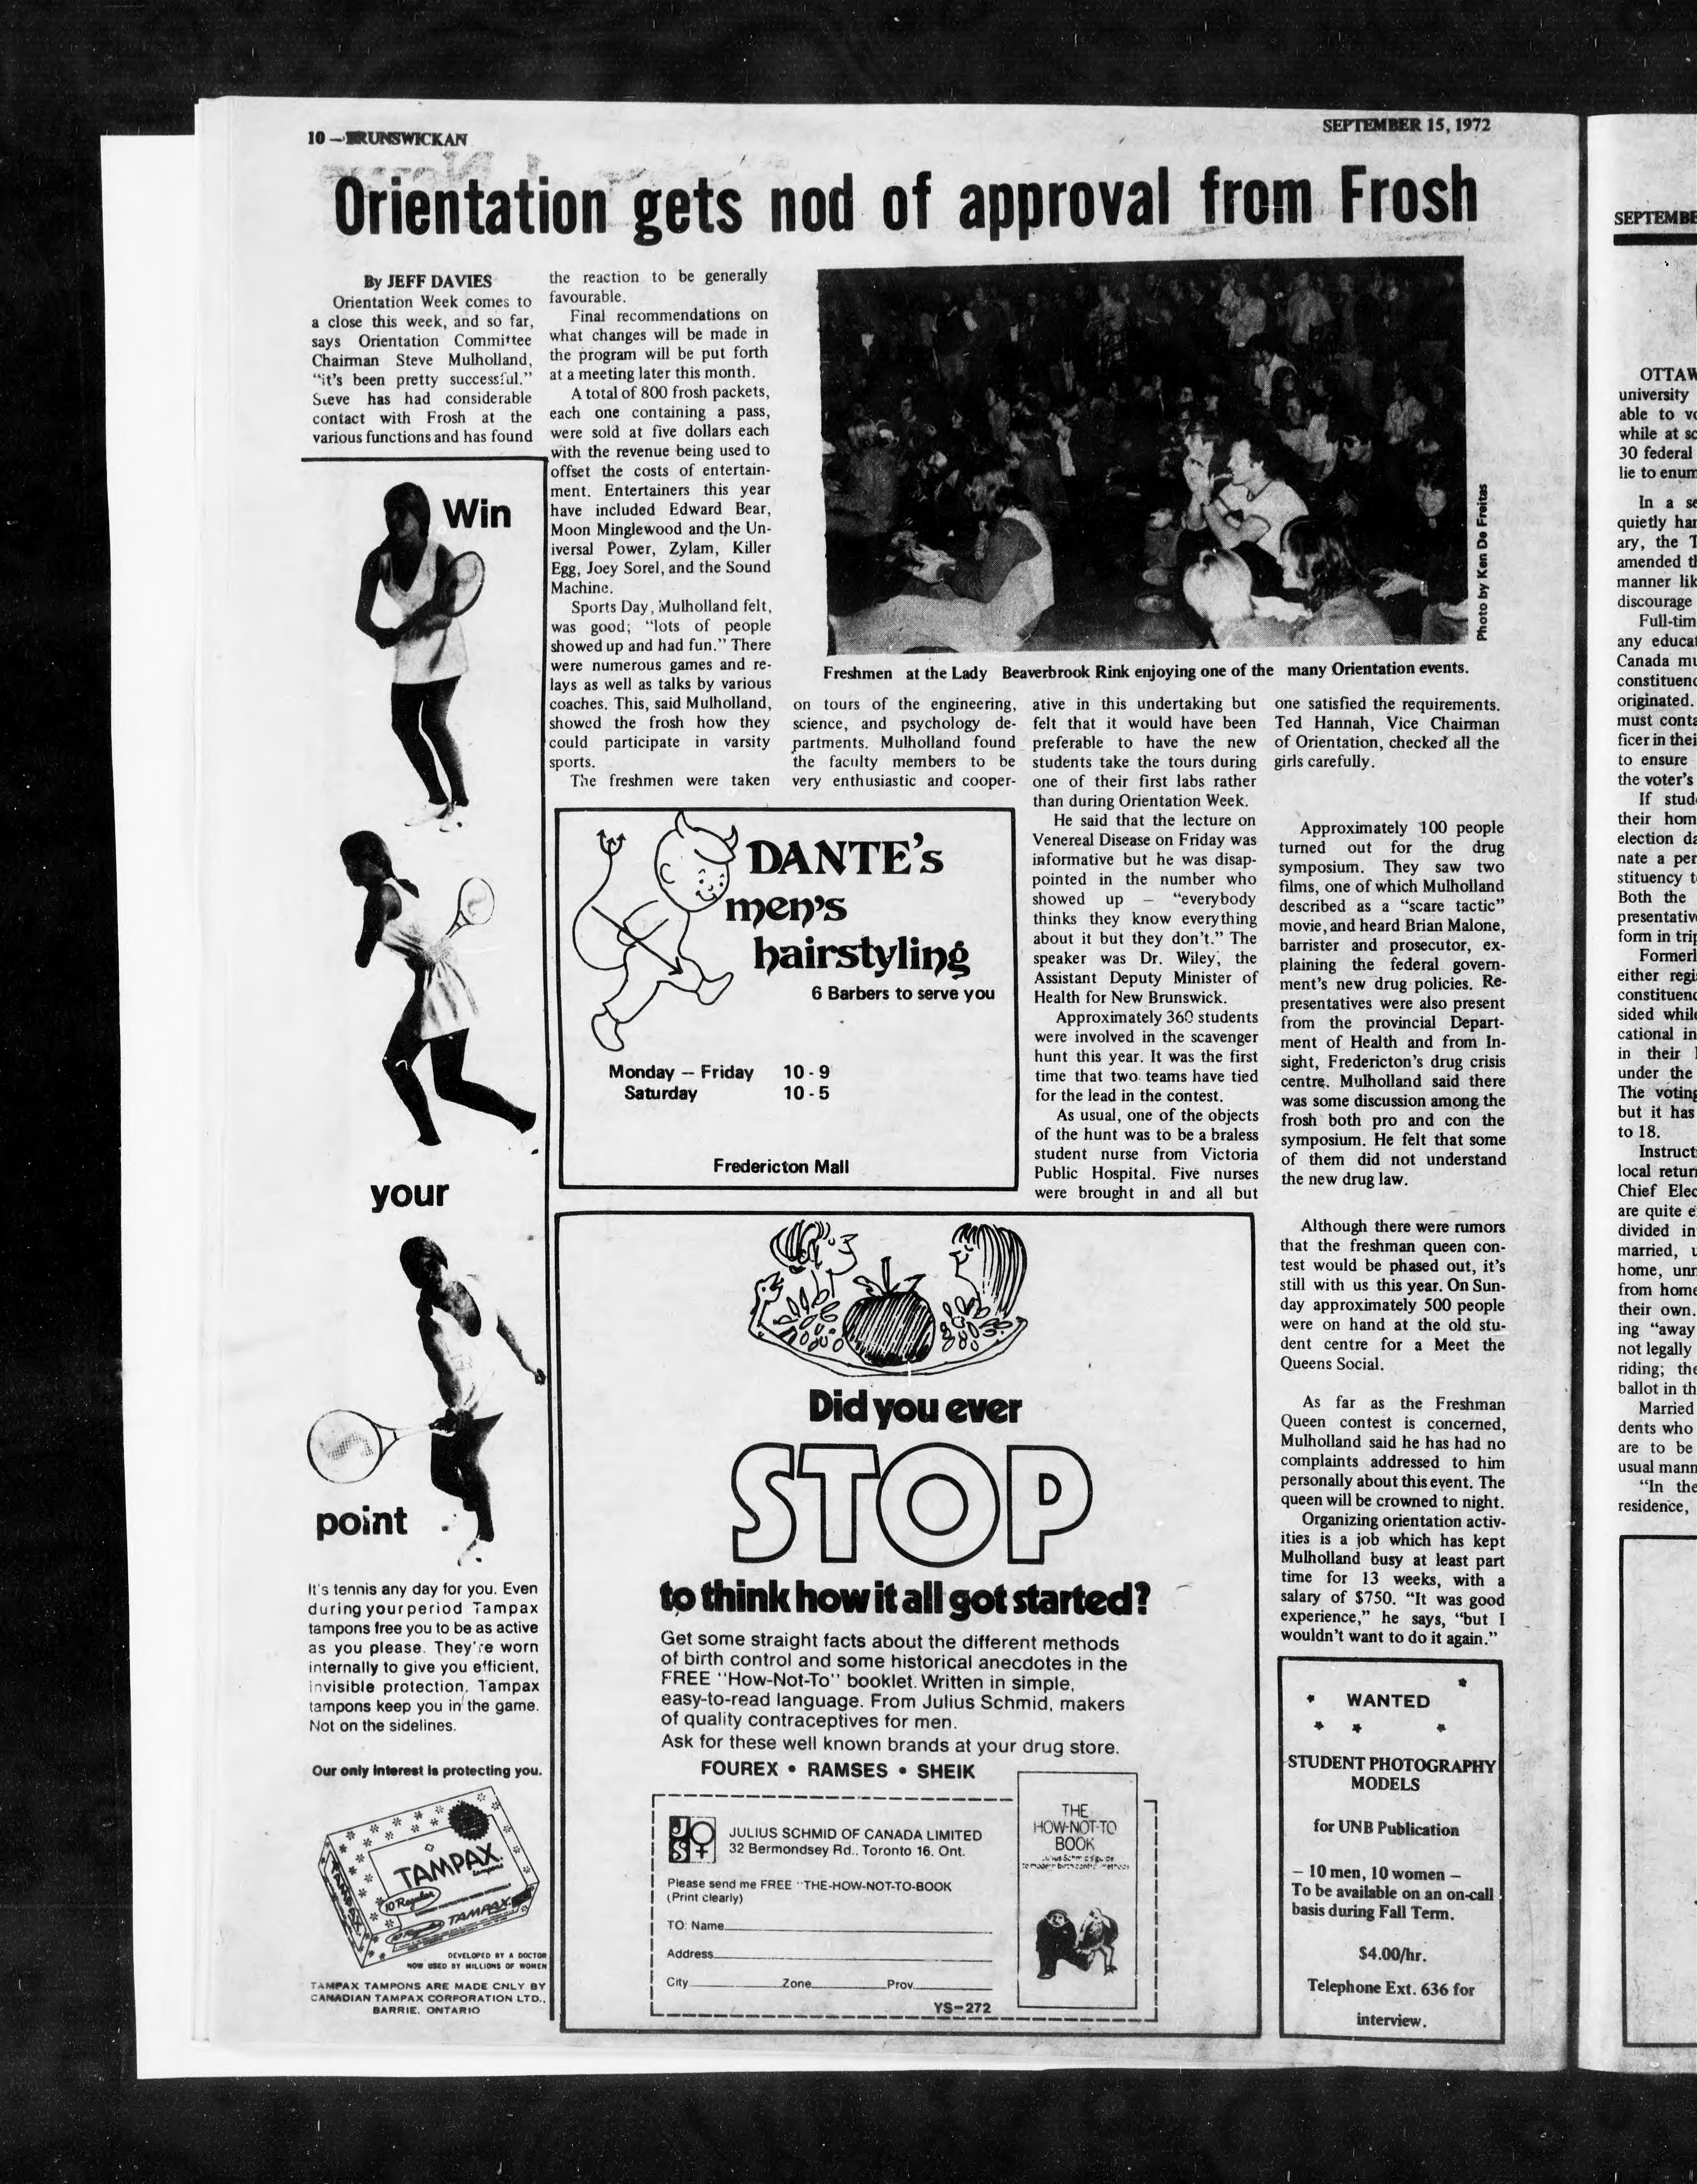 10 – BRUNSWICKAN
SEPTEMBER 15, 1972
Orientation gets nod of approval from Frosh
By JEFF DAVIES
Orientation Week comes to
a close this week, and so far,
says Orientation Committee
Chairman Steve Mulholland,
"it's been pretty successful."
Steve has had considerable
contact with Frosh at the
various functions and has found
the reaction to be generally
favourable.
Final recommendations on
what changes will be made in
the program will be put forth
at a meeting later this month.
A total of 800 frosh packets,
each one containing a pass,
were sold at five dollars each
with the revenue being used to
offset the costs of entertain-
ment. Entertainers this year
have included Edward Bear,
Moon Minglewood and the Un-
iversal Power, Zylam, Killer
Egg, Joey Sorel, and the Sound
Machine.
Sports Day, Mulholland felt,
was good; "lots of people
showed up and had fun." There
were numerous games and re-
lays as well as talks by various
coaches. This, said Mulholland,
showed the frosh how they
could participate in varsity
sports.
The freshmen were taken
Photo by Ken De Freitas
Freshmen at the Lady Beaverbrook Rink enjoying one of the many Orientation events.
on tours of the engineering,
science, and psychology de-
partments. Mulholland found
the faculty members to be
very enthusiastic and cooper-
ative in this undertaking but
felt that it would have been
preferable to have the new
students take the tours during
one of their first labs rather
than during Orientation Week.
He said that the lecture on
Venereal Disease on Friday was
informative but he was disap-
pointed in the number who
showed up – "everybody
thinks they know everything
about it but they don't." The
speaker was Dr. Wiley, the
Assistant Deputy Minister of
Health for New Brunswick.
Approximately 360 students
were involved in the scavenger
hunt this year. It was the first
time that two teams have tied
for the lead in the contest.
As usual, one of the objects
of the hunt was to be a braless
student nurse from Victoria
Public Hospital. Five nurses
were brought in and all but
one satisfied the requirements.
Ted Hannah, Vice Chairman
of Orientation, checked all the
girls carefully.
Approximately 100 people
turned out for the drug
symposium. They saw two
films, one of which Mulholland
described as a "scare tactic"
movie, and heard Brian Malone,
barrister and prosecutor, ex-
plaining the federal govern-
ment's new drug policies. Re-
presentatives were also present
from the provincial Depart-
ment of Health and from In-
sight, Fredericton's drug crisis
centre. Mulholland said there
was some discussion among the
frosh both pro and con the
symposium. He felt that some
of them did not understand
the new drug law.
Although there were rumors
that the freshman queen con-
test would be phased out, it's
still with us this year. On Sun-
day approximately 500 people
were on hand at the old stu-
dent centre for a Meet the
Queens Social.
As far as the Freshman
Queen contest is concerned,
Mulholland said he has had no
complaints addressed to him
personally about this event. The
queen will be crowned to night.
Organizing orientation activ-
ities is a job which has kept
Mulholland busy at least part
time for 13 weeks, with a
salary of $750. "It was good
experience," he says, "but I
wouldn't want to do it again."
Win
your
point
It's tennis any day for you. Even
during your period Tampax
tampons free you to be as active
as you please. They're worn
internally to give you efficient,
invisible protection. Tampax
tampons keep you in the game.
Not on the sidelines.
Our only interest is protecting you.
TAMPAX
tampons
10 Regular
TAMPAX
10 Regular
TAMPAX
DEVELOPED BY A DOCTOR
NOW USED BY MILLIONS OF WOMEN
TAMPAX TAMPONS ARE MADE ONLY BY
CANADIAN TAMPAX CORPORATION LTD.,
BARRIE, ONTARIO
DANTE's
men's
hairstyling
6 Barbers to serve you
Monday – Friday 10 - 9
Saturday 10 - 5
Fredericton Mall
Did you ever
STOP
to think how it all got started?
Get some straight facts about the different methods
of birth control and some historical anecdotes in the
FREE "How-Not-To" booklet. Written in simple,
easy-to-read language. From Julius Schmid, makers
of quality contraceptives for men.
Ask for these well known brands at your drug store.
FOUREX • RAMSES • SHEIK
JS
JULIUS SCHMID OF CANADA LIMITED
32 Bermondsey Rd., Toronto 16, Ont.
Please send me FREE "THE-HOW-NOT-TO-BOOK
(Print clearly)
TO: Name
Address
City Zone Prov.
YS-272
THE
HOW-NOT-TO
BOOK
Julius Schmid's guide
to modern birth control methods
* WANTED *
* * *
STUDENT PHOTOGRAPHY
MODELS
for UNB Publication
– 10 men, 10 women –
To be available on an on-call
basis during Fall Term.
$4.00/hr.
Telephone Ext. 636 for
interview.
SEPTEMBE
OTTAW
university
able to vo
while at sc
30 federal
lie to enum
In a se
quietly har
ary, the T
amended th
manner lik
discourage
Full-tim
any educat
Canada mu
constituenc
originated.
must conta
ficer in thei
to ensure
the voter's
If stud
their hom
election da
nate a per
stituency t
Both the
presentativ
form in trip
Formerl
either regi
constituenc
sided while
cational in
in their
under the
The voting
but it has
to 18.
Instruct
local return
Chief Elec
are quite e
divided in
married, u
home, unn
from home
their own.
ing "away
not legally
riding; the
ballot in th
Married
dents who
are to be
usual mann
"In the
residence,